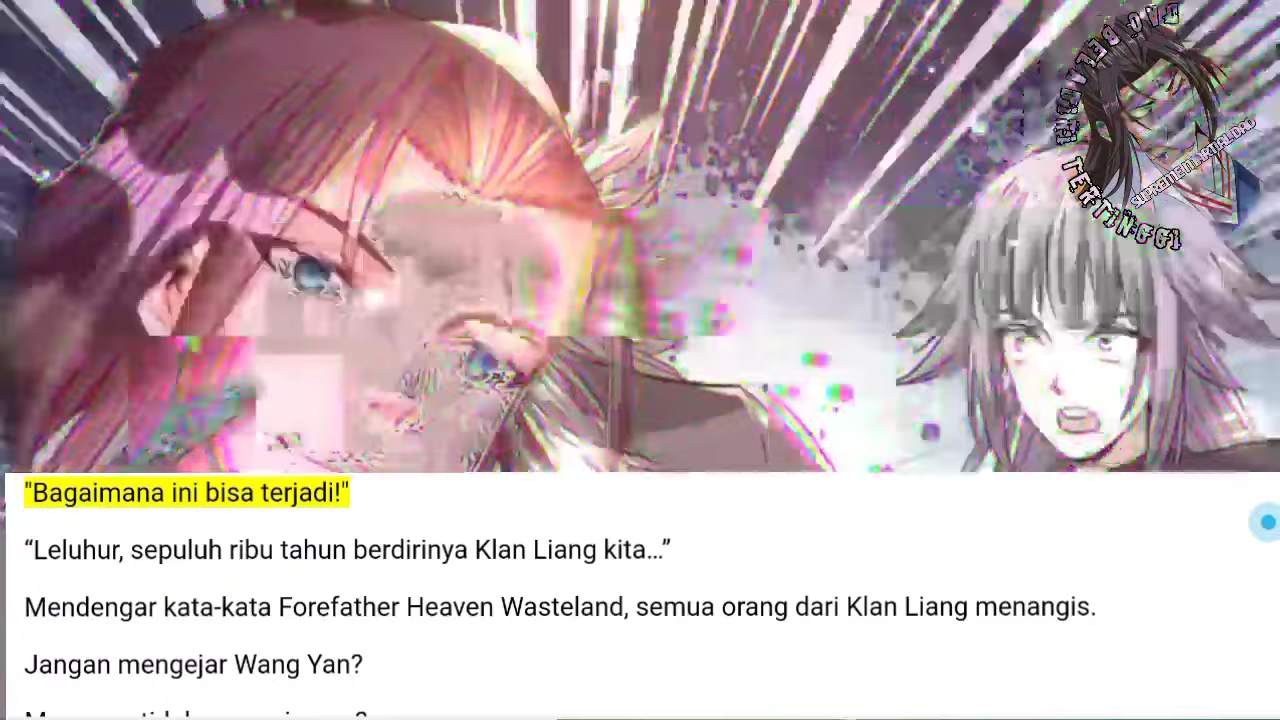 "Bagaimana ini bisa terjadi!"
“Leluhur, sepuluh ribu tahun berdirinya Klan Liang kita…”
Mendengar kata-kata Forefather Heaven Wasteland, semua orang dari Klan Liang menangis.
Jangan mengejar Wang Yan?
TERTINGGI